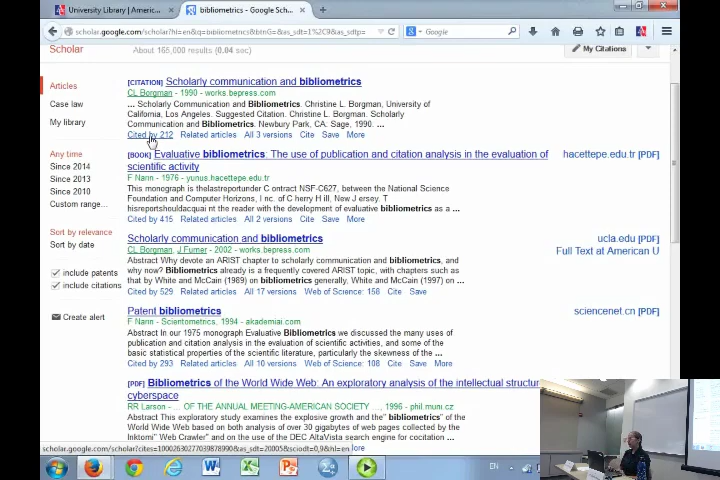 University Library | Americ...
bibliometrics - Google Sch...
scholar.google.com/scholar?hl=en&q=bibliometrics&btnG=&as_sdt=1%2C9&as_sdtp=
Google
Scholar
About 165,000 results (0.04 sec)
My Citations
Articles
Case law
My library
Any time
Since 2014
Since 2013
Since 2010
Custom range...
Sort by relevance
Sort by date
include patents
include citations
Create alert
[CITATION] Scholarly communication and bibliometrics
CL Borgman - 1990 - works.bepress.com
... Scholarly Communication and Bibliometrics. Christine L. Borgman, University of
California, Los Angeles. Suggested Citation. Christine L. Borgman. Scholarly
Communication and Bibliometrics. Newbury Park, CA. Sage, 1990. ...
Cited by 212 Related articles All 3 versions Cite Save More
[BOOK] Evaluative bibliometrics: The use of publication and citation analysis in the evaluation of
scientific activity
hacettepe.edu.tr [PDF]
F Narin - 1976 - yunus.hacettepe.edu.tr
This monograph is thelastreportunder C ontract NSF-C627, between the National Science
Foundation and Computer Horizons, I nc. of C herry H ill, New J ersey. T
hisreportshouldacquai nt the reader with the development of evaluative bibliometrics as a ...
Cited by 415 Related articles All 2 versions Cite Save More
Scholarly communication and bibliometrics
ucla.edu [PDF]
Full Text at American U
CL Borgman, J Furner - 2002 - works.bepress.com
Abstract Why devote an ARIST chapter to scholarly communication and bibliometrics, and
why now? Bibliometrics already is a frequently covered ARIST topic, with chapters such as
that by White and McCain (1989) on bibliometrics generally, White and McCain (1997) on ...
Cited by 529 Related articles All 17 versions Web of Science: 158 Cite Save
Patent bibliometrics
sciencenet.cn [PDF]
F Narin - Scientometrics, 1994 - akademiai.com
Abstract In our 1975 monograph Evaluative Bibliometrics we discussed the many uses of
publication and citation analysis in the evaluation of scientific activities, and some of the
basic statistical properties of the scientific literature, particularly the skewness of the ...
Cited by 293 Related articles All 10 versions Web of Science: 108 Cite Save More
[PDF] Bibliometrics of the World Wide Web: An exploratory analysis of the intellectual structur
cyberspace
RR Larson - ... OF THE ANNUAL MEETING-AMERICAN SOCIETY ..., 1996 - phil.muni.cz
Abstract This exploratory study examines the explosive growth and the" bibliometrics" of the
World Wide Web based on both analysis of over 30 gigabytes of web pages collected by the
Inktomi" Web Crawler" and on the use of the DEC AltaVista search engine for cocitation ...
ore
EN